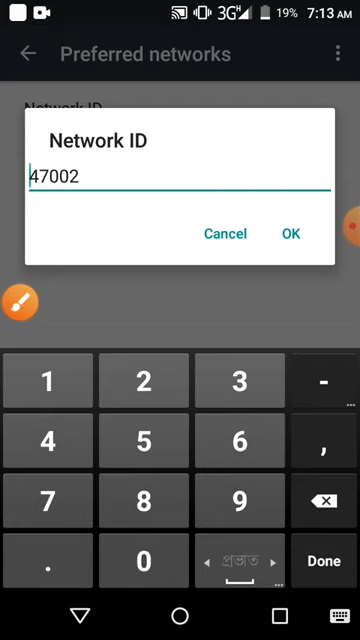 3G H 19% 7:13 AM
Preferred networks
Network ID
Network ID
47002
Cancel OK
1 2 3 -
4 5 6 ,
7 8 9
. 0 প্রভাত Done